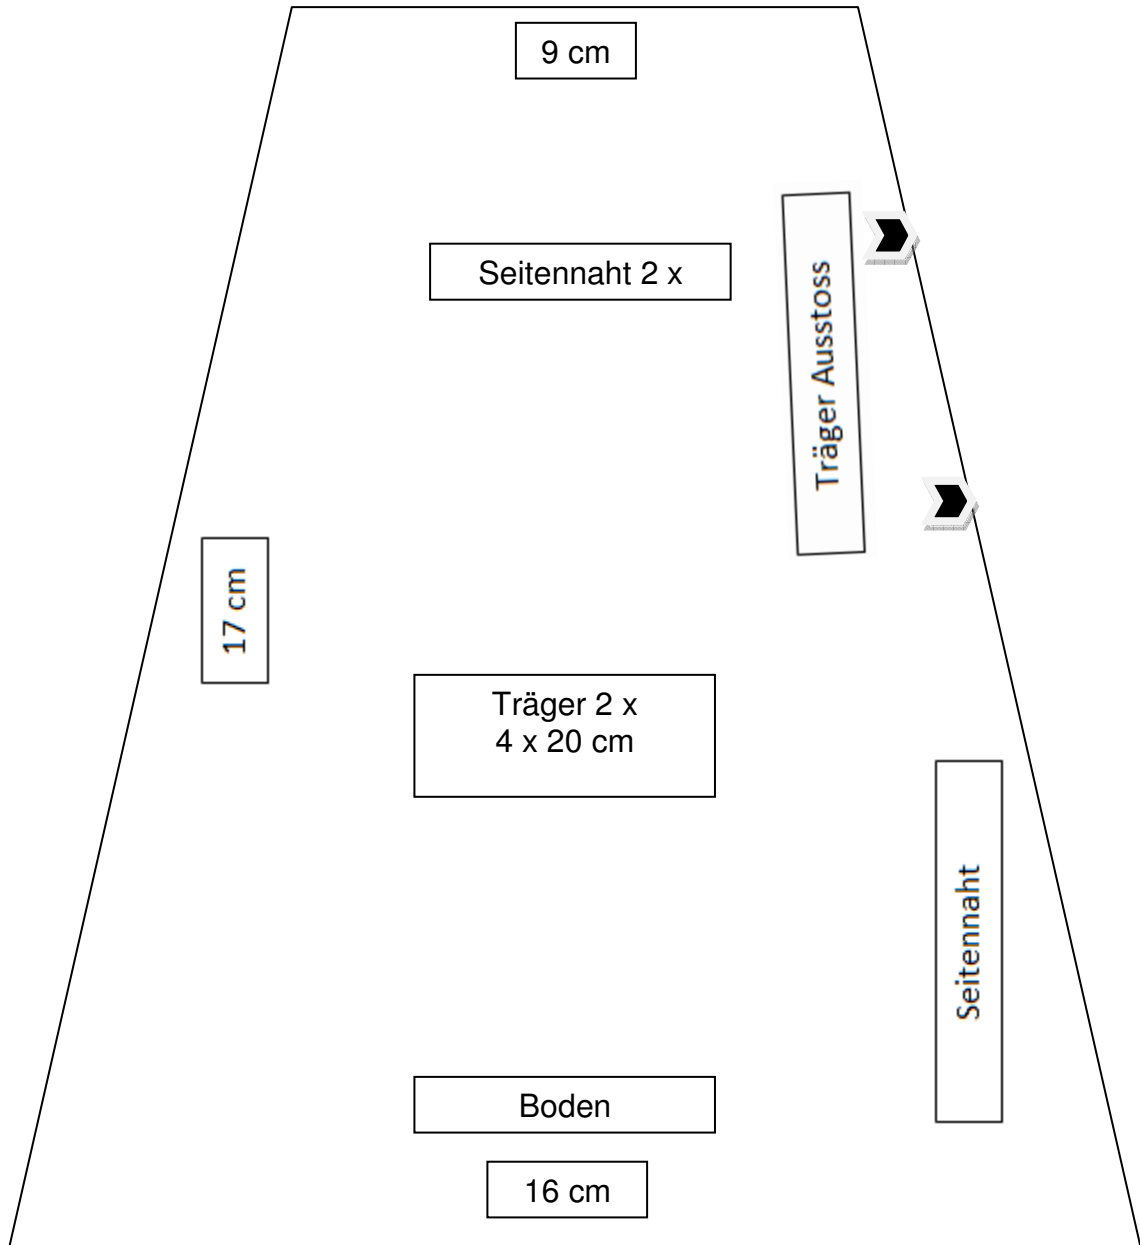 9 cm
Seitennaht 2 x
Träger Ausstoss
17 cm
Träger 2 x
4 x 20 cm
Seitennaht
Boden
16 cm